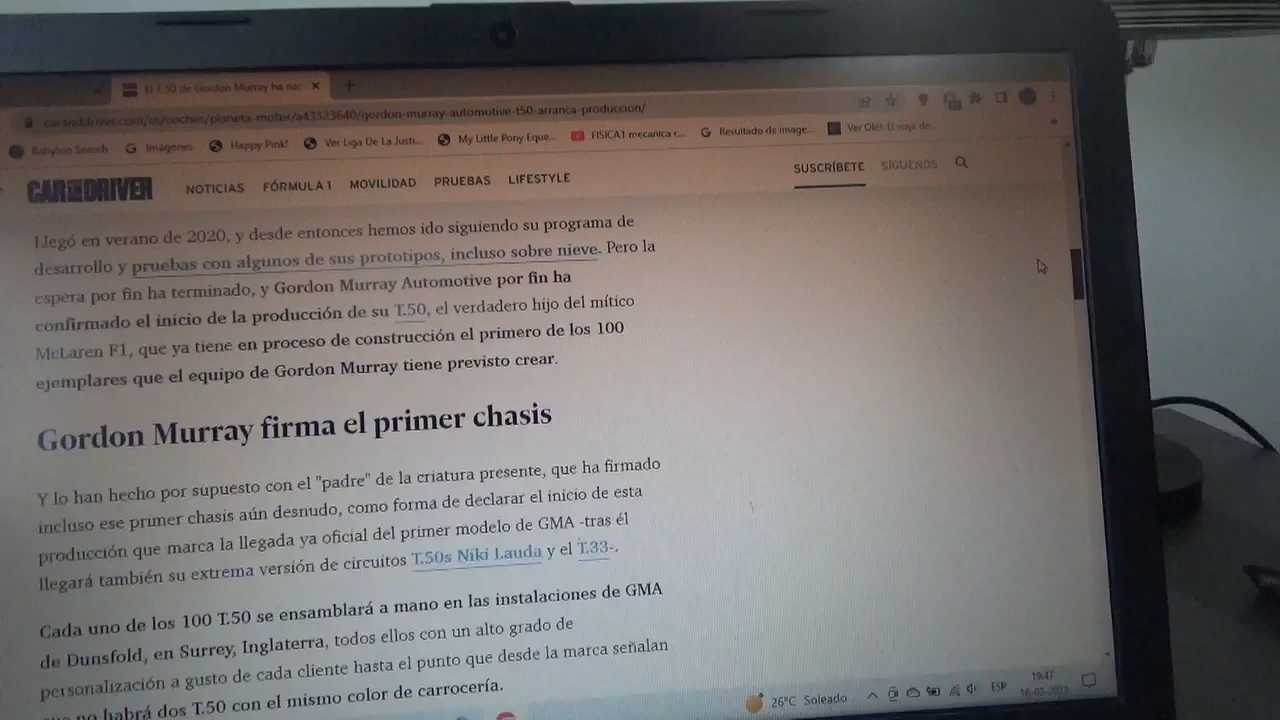 El T.50 de Gordon Murray ha nac
caranddriver.com/es/coches/planeta-motor/a43323640/gordon-murray-automotive-t50-arranca-produccion/
Babylon Search Imágenes Happy Pink! Ver Liga De La Justi... My Little Pony Eque... FISICA1 mecanica c... Resultado de image... Ver Olé!: El viaje de...
CAR AND DRIVER NOTICIAS FÓRMULA 1 MOVILIDAD PRUEBAS LIFESTYLE SUSCRÍBETE SÍGUENOS
Llegó en verano de 2020, y desde entonces hemos ido siguiendo su programa de
desarrollo y pruebas con algunos de sus prototipos, incluso sobre nieve. Pero la
espera por fin ha terminado, y Gordon Murray Automotive por fin ha
confirmado el inicio de la producción de su T.50, el verdadero hijo del mítico
McLaren F1, que ya tiene en proceso de construcción el primero de los 100
ejemplares que el equipo de Gordon Murray tiene previsto crear.
Gordon Murray firma el primer chasis
Y lo han hecho por supuesto con el "padre" de la criatura presente, que ha firmado
incluso ese primer chasis aún desnudo, como forma de declarar el inicio de esta
producción que marca la llegada ya oficial del primer modelo de GMA -tras él
llegará también su extrema versión de circuitos T.50s Niki Lauda y el T.33-.
Cada uno de los 100 T.50 se ensamblará a mano en las instalaciones de GMA
de Dunsfold, en Surrey, Inglaterra, todos ellos con un alto grado de
personalización a gusto de cada cliente hasta el punto que desde la marca señalan
que no habrá dos T.50 con el mismo color de carrocería.
26°C Soleado ESP 19:47